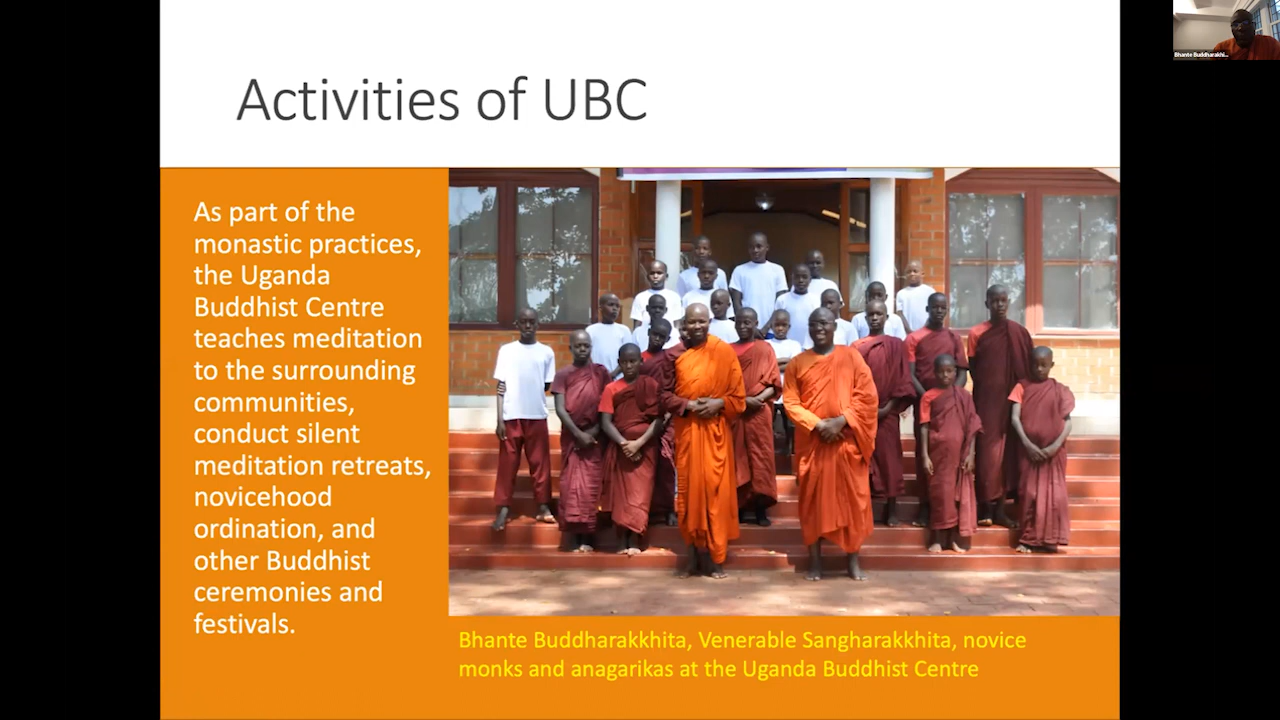 Activities of UBC
As part of the
monastic practices,
the Uganda
Buddhist Centre
teaches meditation
to the surrounding
communities,
conduct silent
meditation retreats,
novicehood
ordination, and
other Buddhist
ceremonies and
festivals.
Bhante Buddharakkhita, Venerable Sangharakkhita, novice
monks and anagarikas at the Uganda Buddhist Centre
Bhante Buddharakhi...